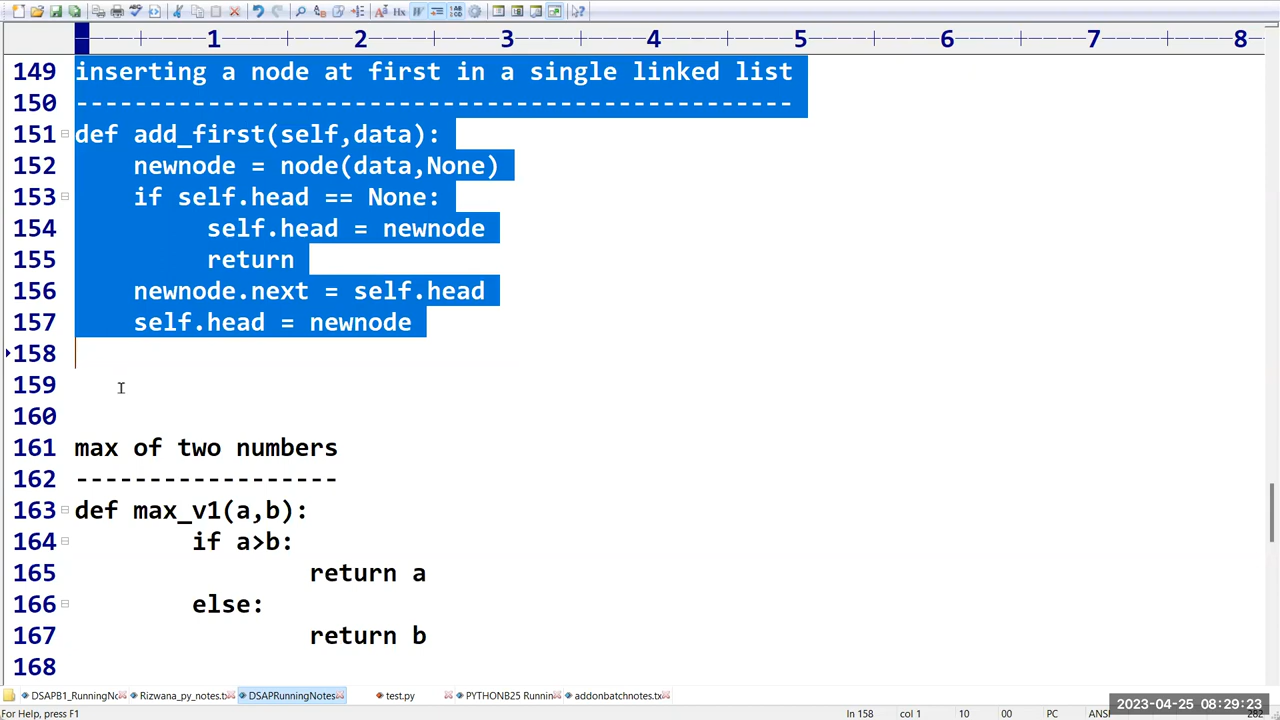 1 2 3 4 5 6 7 8
149 inserting a node at first in a single linked list
150 -------------------------------------------------
151 def add_first(self,data):
152 newnode = node(data,None)
153 if self.head == None:
154 self.head = newnode
155 return
156 newnode.next = self.head
157 self.head = newnode
158
159
160
161 max of two numbers
162 ------------------
163 def max_v1(a,b):
164 if a>b:
165 return a
166 else:
167 return b
168
DSAPB1_RunningNo Rizwana_py_notes.tx DSAPRunningNotes test.py PYTHONB25 Runnin addonbatchnotes.tx
2023-04-25 08:29:23
For Help, press F1 ln 158 col 1 10 00 PC ANSI